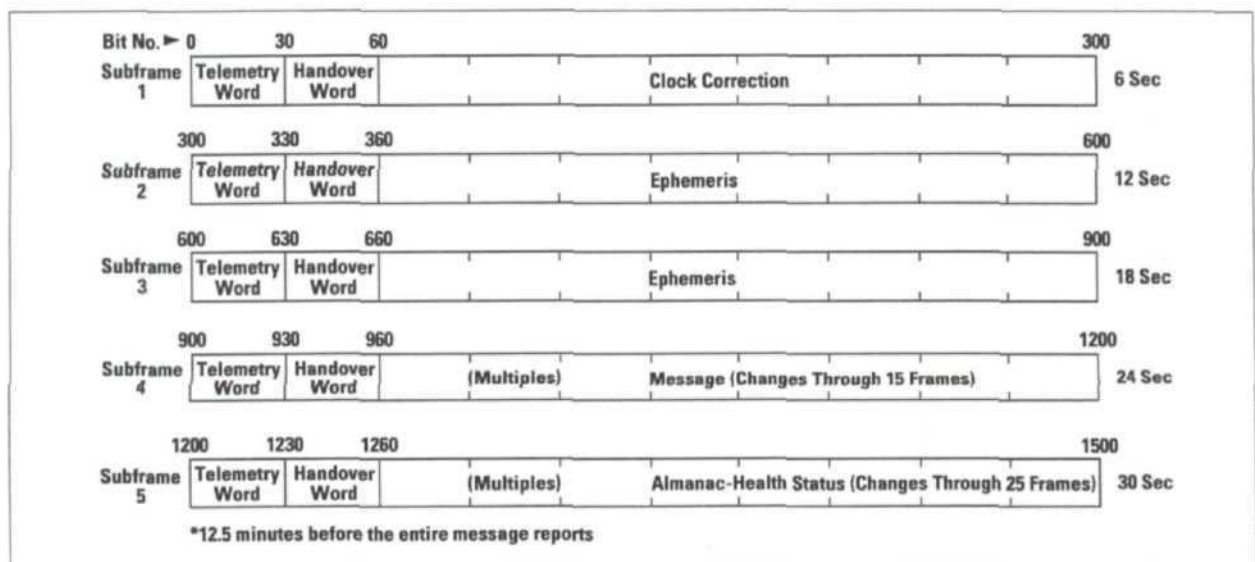 Bit No. ► 0 30 60 300
Subframe 1 Telemetry Word Handover Word Clock Correction 6 Sec
300 330 360 600
Subframe 2 Telemetry Word Handover Word Ephemeris 12 Sec
600 630 660 900
Subframe 3 Telemetry Word Handover Word Ephemeris 18 Sec
900 930 960 1200
Subframe 4 Telemetry Word Handover Word (Multiples) Message (Changes Through 15 Frames) 24 Sec
1200 1230 1260 1500
Subframe 5 Telemetry Word Handover Word (Multiples) Almanac-Health Status (Changes Through 25 Frames) 30 Sec
*12.5 minutes before the entire message reports